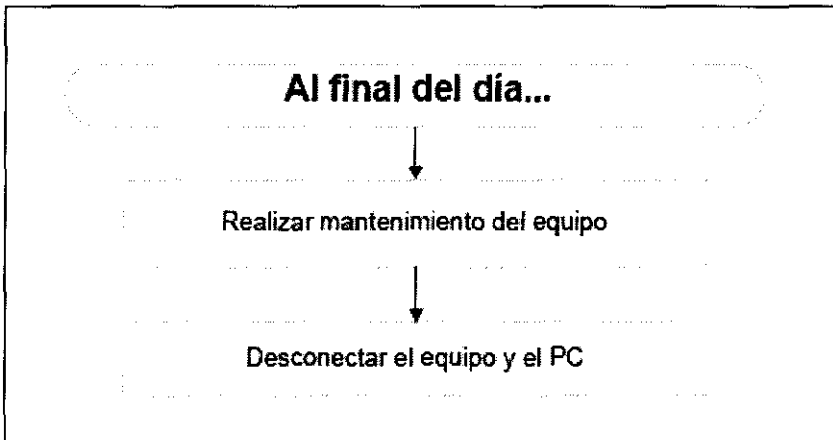 Al final del día...
Realizar mantenimiento del equipo
Desconectar el equipo y el PC